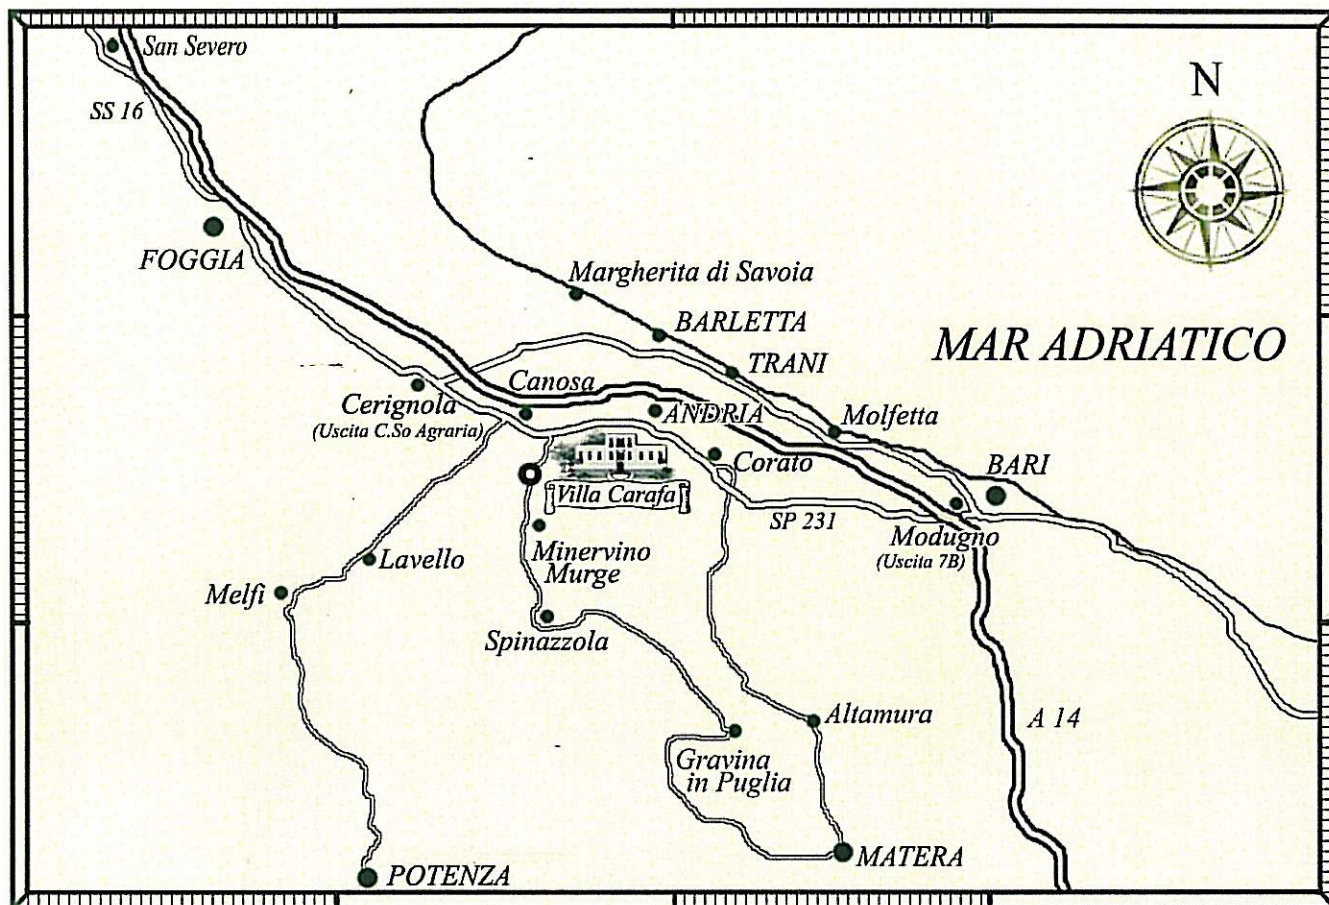 San Severo
N
SS 16
FOGGIA
Margherita di Savoia
BARLETTA
MAR ADRIATICO
TRANI
Canosa
Cerignola
(Uscita C.So Agraria)
ANDRIA
Molfetta
Corato
BARI
Villa Carafa
SP 231
Modugno
(Uscita 7B)
Minervino
Murge
Lavello
Melfi
Spinazzola
Altamura
A 14
Gravina
in Puglia
MATERA
POTENZA